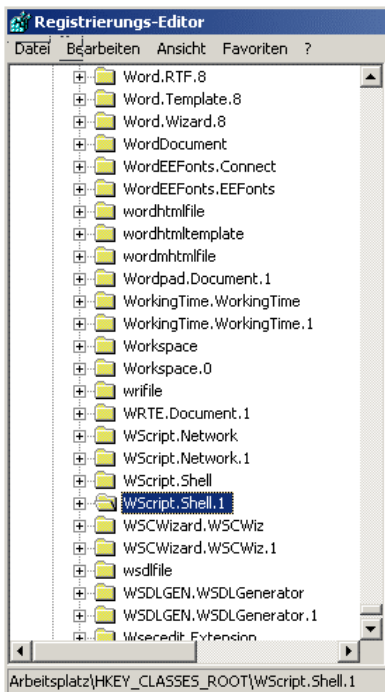 Registrierungs-Editor
Datei Bearbeiten Ansicht Favoriten ?
Word.RTF.8
Word.Template.8
Word.Wizard.8
WordDocument
WordEEFonts.Connect
WordEEFonts.EEFonts
wordhtmlfile
wordhtmltemplate
wordmhtmlfile
Wordpad.Document.1
WorkingTime.WorkingTime
WorkingTime.WorkingTime.1
Workspace
Workspace.0
wrifile
WRTE.Document.1
WScript.Network
WScript.Network.1
WScript.Shell
WScript.Shell.1
WSCWizard.WSCWiz
WSCWizard.WSCWiz.1
wsdlfile
WSDLGEN.WSDLGenerator
WSDLGEN.WSDLGenerator.1
Wsecedit.Extension
Arbeitsplatz\HKEY_CLASSES_ROOT\WScript.Shell.1